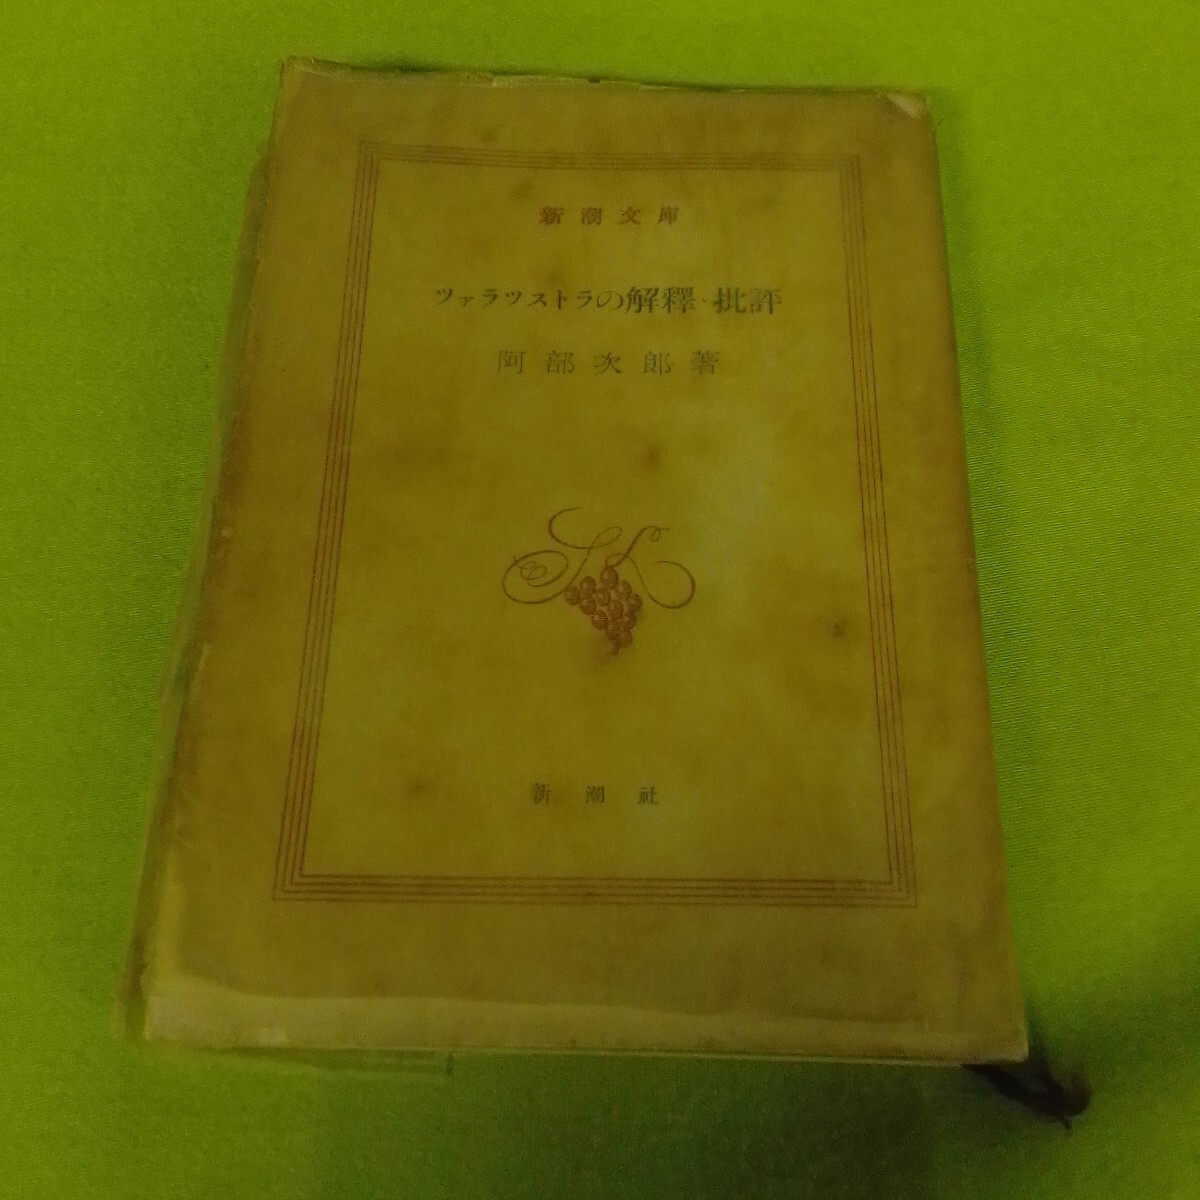 新潮文庫
ツァラツストラの解釋・批評
阿部次郎著
新潮社